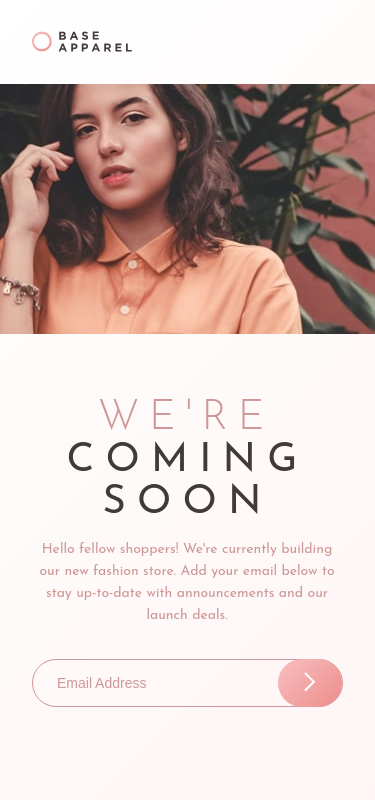 BASE
APPAREL
WE'RE
COMING
SOON
Hello fellow shoppers! We're currently building
our new fashion store. Add your email below to
stay up-to-date with announcements and our
launch deals.
Email Address